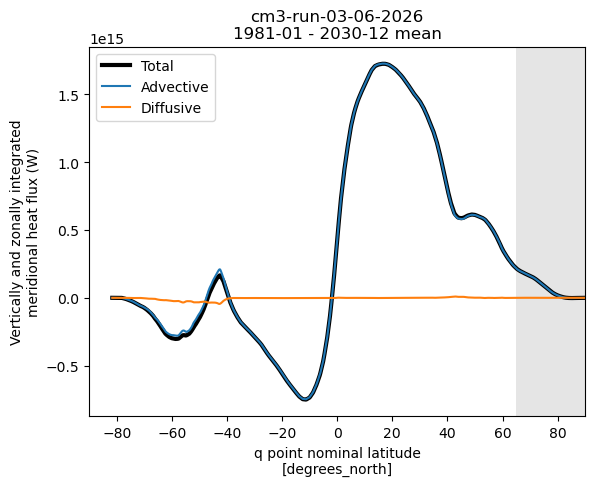 cm3-run-03-06-2026
1981-01 - 2030-12 mean
1e15
Total
Advective
Diffusive
Vertically and zonally integrated
meridional heat flux (W)
1.5
1.0
0.5
0.0
−0.5
−80 −60 −40 −20 0 20 40 60 80
q point nominal latitude
[degrees_north]